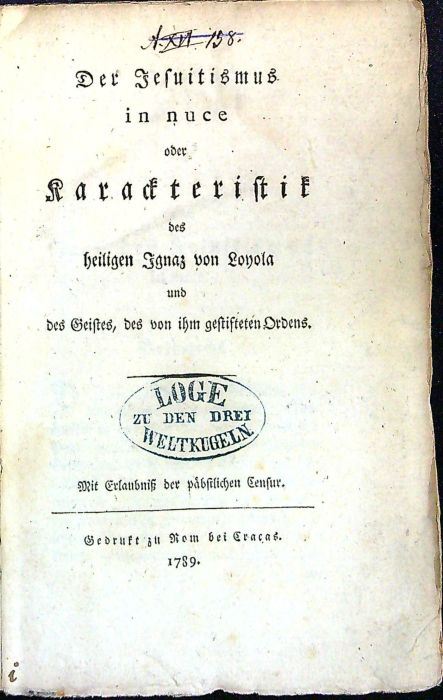 A. XVI 158.
Der Jesuitismus
in nuce
oder
Karackteristik
des
heiligen Ignaz von Loyola
und
des Geistes, des von ihm gestifteten Ordens.
LOGE
ZU DEN DREI
WELTKUGELN.
Mit Erlaubniß der päbstlichen Censur.
Gedrukt zu Rom bei Cracas.
1789.
i